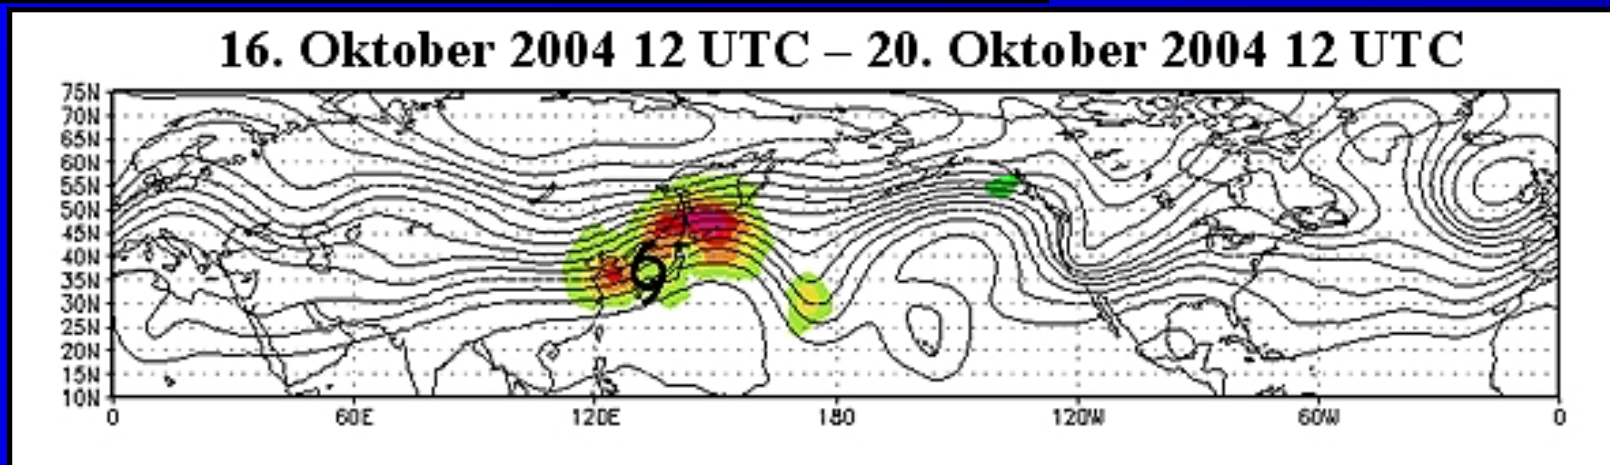 16. Oktober 2004 12 UTC – 20. Oktober 2004 12 UTC
75N
70N
65N
60N
55N
50N
45N
40N
35N
30N
25N
20N
15N
10N
0 60E 120E 180 120W 60W 0